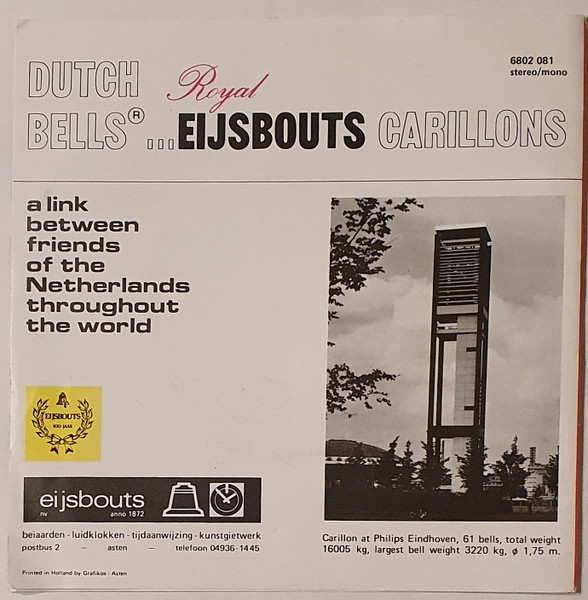 6802 081
stereo/mono
DUTCH
Royal
BELLS® ...EIJSBOUTS CARILLONS
a link
between
friends
of the
Netherlands
throughout
the world
EIJSBOUTS
100 JAAR
eijsbouts
nv anno 1872
beiaarden - luidklokken - tijdaanwijzing - kunstgietwerk
postbus 2 — asten — telefoon 04936-1445
Carillon at Philips Eindhoven, 61 bells, total weight
16005 kg, largest bell weight 3220 kg, ø 1,75 m.
Printed in Holland by Grafikos - Asten